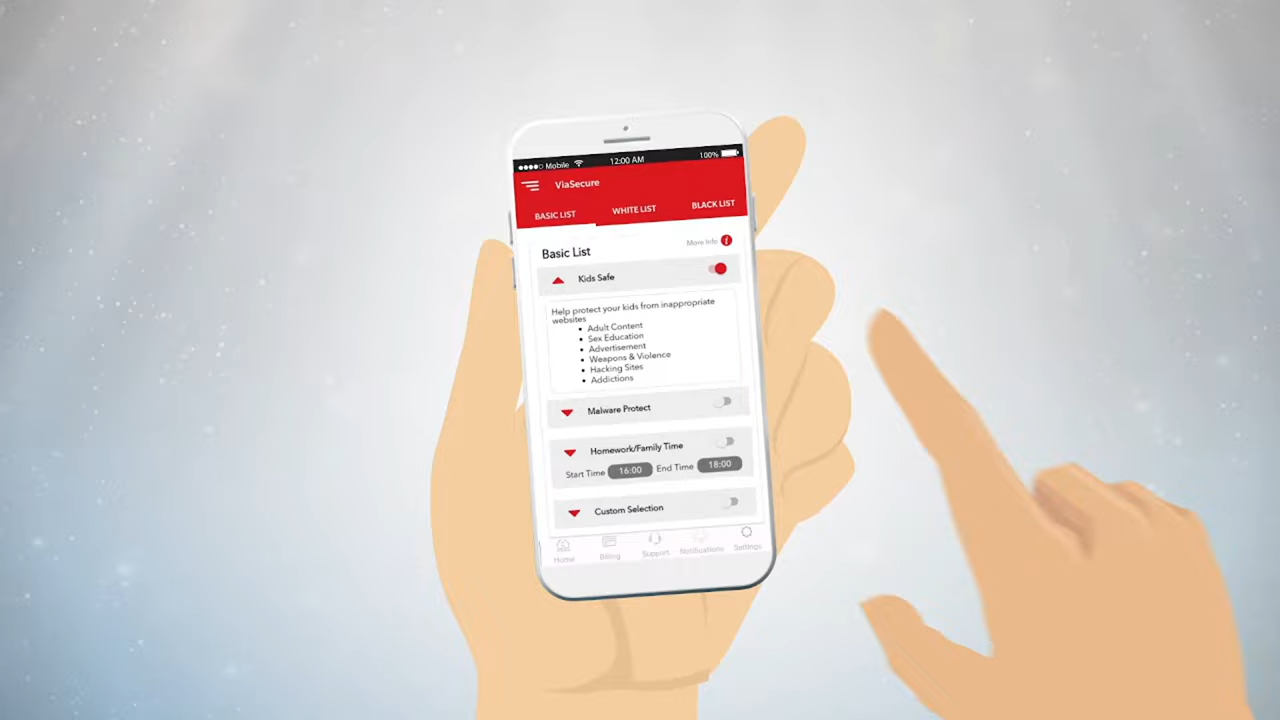 Mobile 12:00 AM 100%
ViaSecure
BASIC LIST WHITE LIST BLACK LIST
Basic List More Info i
Kids Safe
Help protect your kids from inappropriate
websites
• Adult Content
• Sex Education
• Advertisement
• Weapons & Violence
• Hacking Sites
• Addictions
Malware Protect
Homework/Family Time
Start Time 16:00 End Time 18:00
Custom Selection
Home Billing Support Notifications Settings